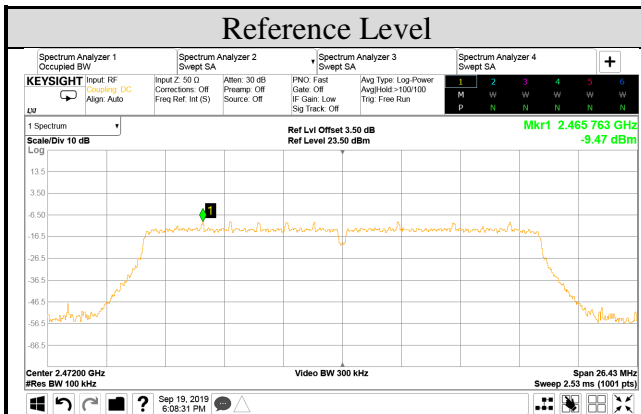 Reference Level
Spectrum Analyzer 1
Occupied BW
Spectrum Analyzer 2
Swept SA
Spectrum Analyzer 3
Swept SA
Spectrum Analyzer 4
Swept SA
+
KEYSIGHT
Input: RF
Coupling: DC
Align: Auto
Input Z: 50 Ω
Corrections: Off
Freq Ref: Int (S)
Atten: 30 dB
Preamp: Off
Source: Off
PNO: Fast
Gate: Off
IF Gain: Low
Sig Track: Off
Avg Type: Log-Power
Avg|Hold:>100/100
Trig: Free Run
1 2 3 4 5 6
M W W W W W
P N N N N N
LXI
1 Spectrum
Scale/Div 10 dB
Ref Lvl Offset 3.50 dB
Ref Level 23.50 dBm
Mkr1 2.465 763 GHz
-9.47 dBm
Log
13.5
3.50
-6.50
-16.5
-26.5
-36.5
-46.5
-56.5
-66.5
1
Center 2.47200 GHz
#Res BW 100 kHz
Video BW 300 kHz
Span 26.43 MHz
Sweep 2.53 ms (1001 pts)
?
Sep 19, 2019
6:08:31 PM